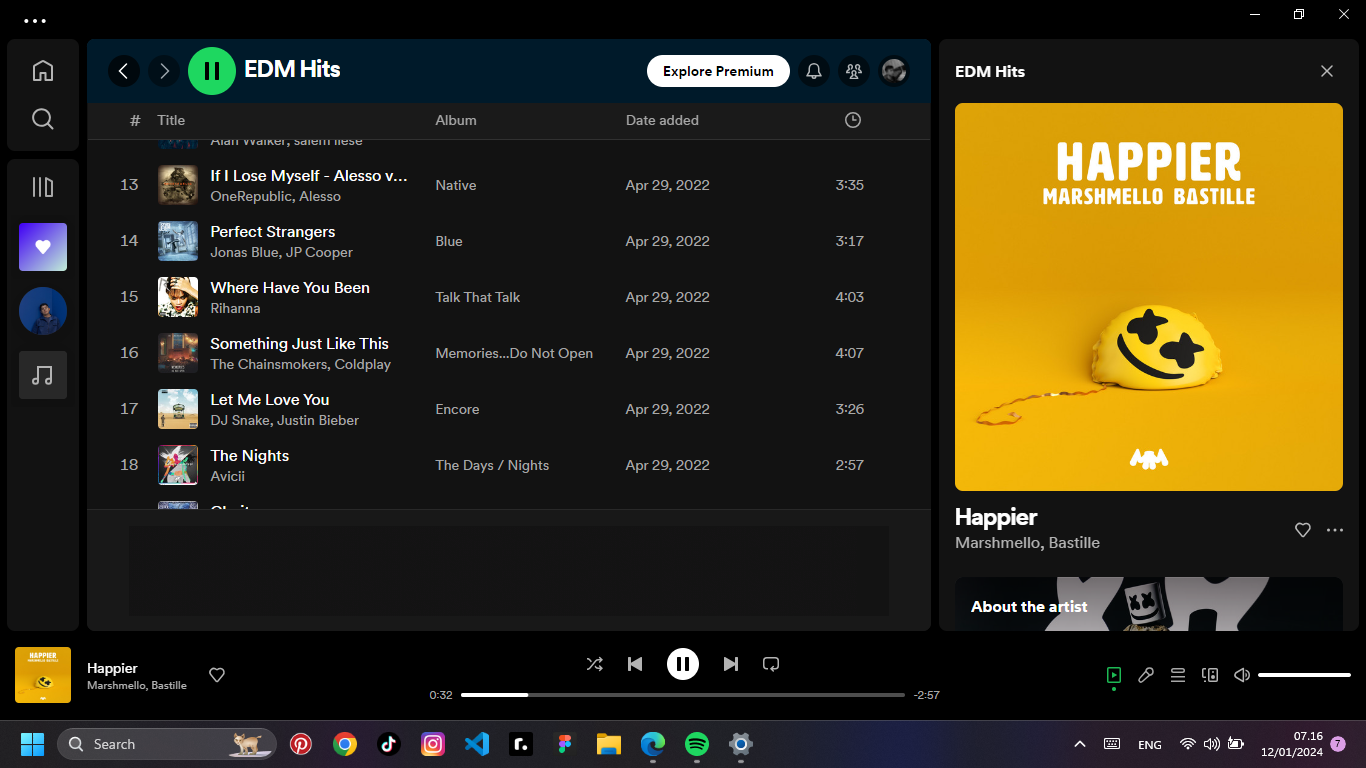 EDM Hits
Explore Premium
# Title Album Date added
Alan Walker, salem ilese
13 If I Lose Myself - Alesso v... Native Apr 29, 2022 3:35
OneRepublic, Alesso
14 Perfect Strangers Blue Apr 29, 2022 3:17
Jonas Blue, JP Cooper
15 Where Have You Been Talk That Talk Apr 29, 2022 4:03
Rihanna
16 Something Just Like This Memories...Do Not Open Apr 29, 2022 4:07
The Chainsmokers, Coldplay
17 Let Me Love You Encore Apr 29, 2022 3:26
DJ Snake, Justin Bieber
18 The Nights The Days / Nights Apr 29, 2022 2:57
Avicii
EDM Hits
HAPPIER
MARSHMELLO BASTILLE
Happier
Marshmello, Bastille
About the artist
HAPPIER
MARSHMELLO BASTILLE
Happier
Marshmello, Bastille
0:32 -2:57
Search
ENG
07.16
12/01/2024
7